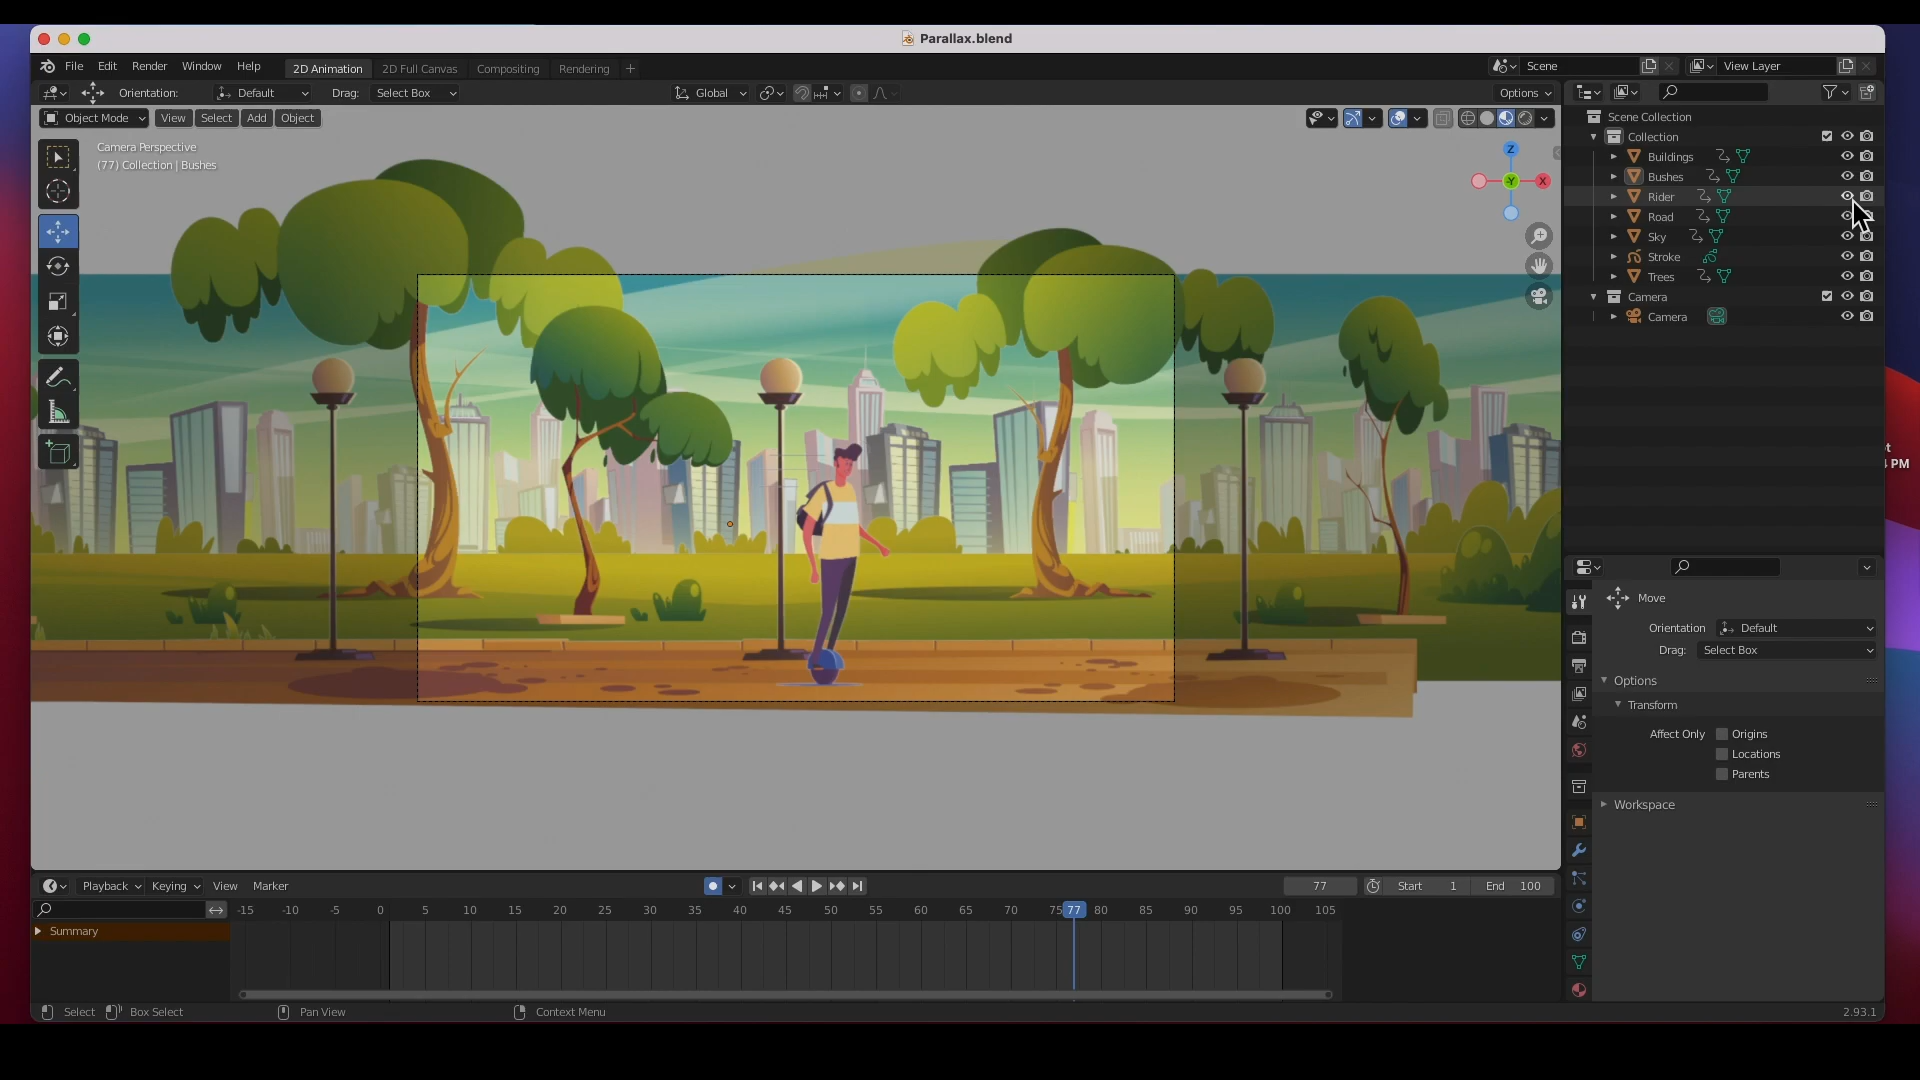 Parallax.blend
File Edit Render Window Help 2D Animation 2D Full Canvas Compositing Rendering Scene View Layer
Orientation: Default Drag: Select Box Global Options
Object Mode View Select Add Object
Camera Perspective
(77) Collection | Bushes
Z
Y X
Scene Collection
Collection
Buildings
Bushes
Rider
Road
Sky
Stroke
Trees
Camera
Camera
PM
Move
Orientation Default
Drag: Select Box
Options
Transform
Affect Only Origins
Locations
Parents
Workspace
Playback Keying View Marker 77 Start 1 End 100
-15 -10 -5 0 5 10 15 20 25 30 35 40 45 50 55 60 65 70 75 77 80 85 90 95 100 105
Summary
Select Box Select Pan View Context Menu 2.93.1